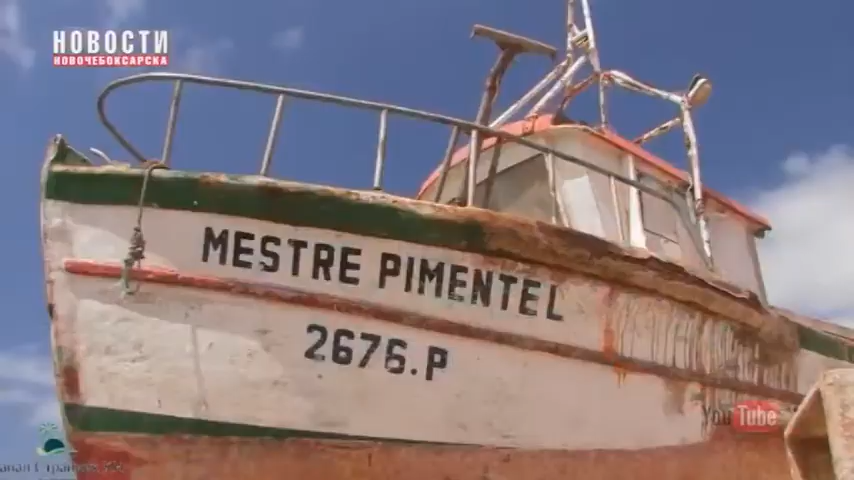 НОВОСТИ
НОВОЧЕБОКСАРСКА
MESTRE PIMENTEL
2676.P
YouTube